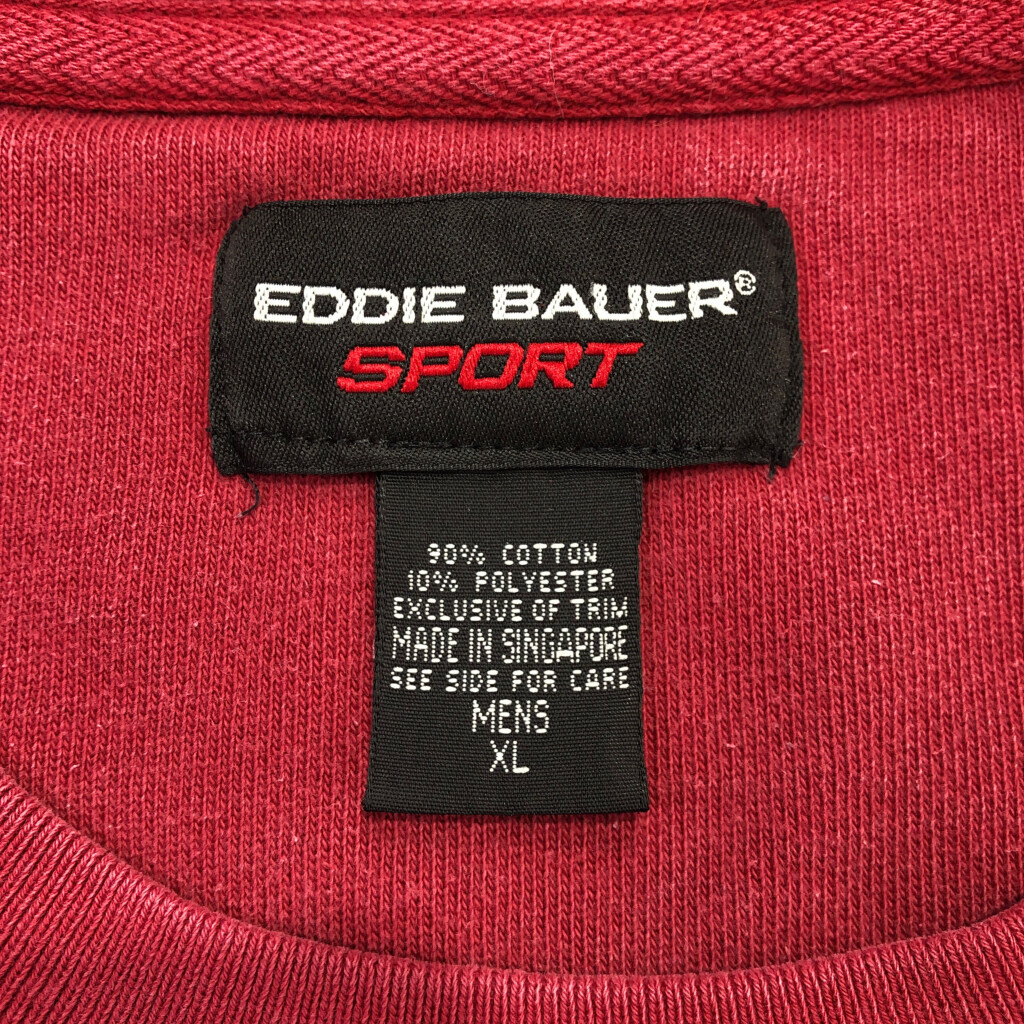 EDDIE BAUER®
SPORT
90% COTTON
10% POLYESTER
EXCLUSIVE OF TRIM
MADE IN SINGAPORE
SEE SIDE FOR CARE
MENS
XL